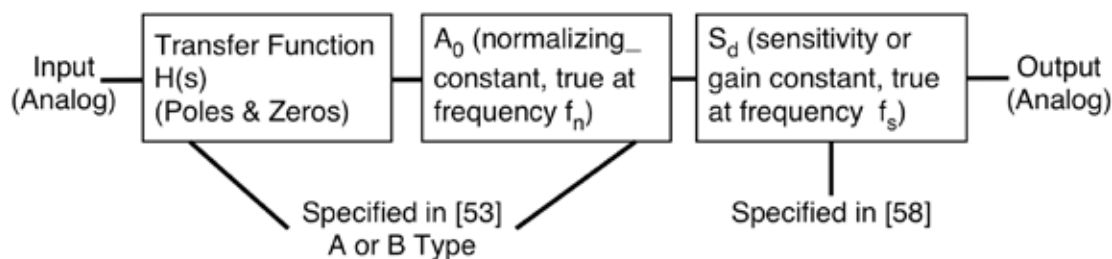 Input
(Analog)
Transfer Function
H(s)
(Poles & Zeros)
A0 (normalizing_
constant, true at
frequency fn)
Sd (sensitivity or
gain constant, true
at frequency fs)
Output
(Analog)
Specified in [53]
A or B Type
Specified in [58]